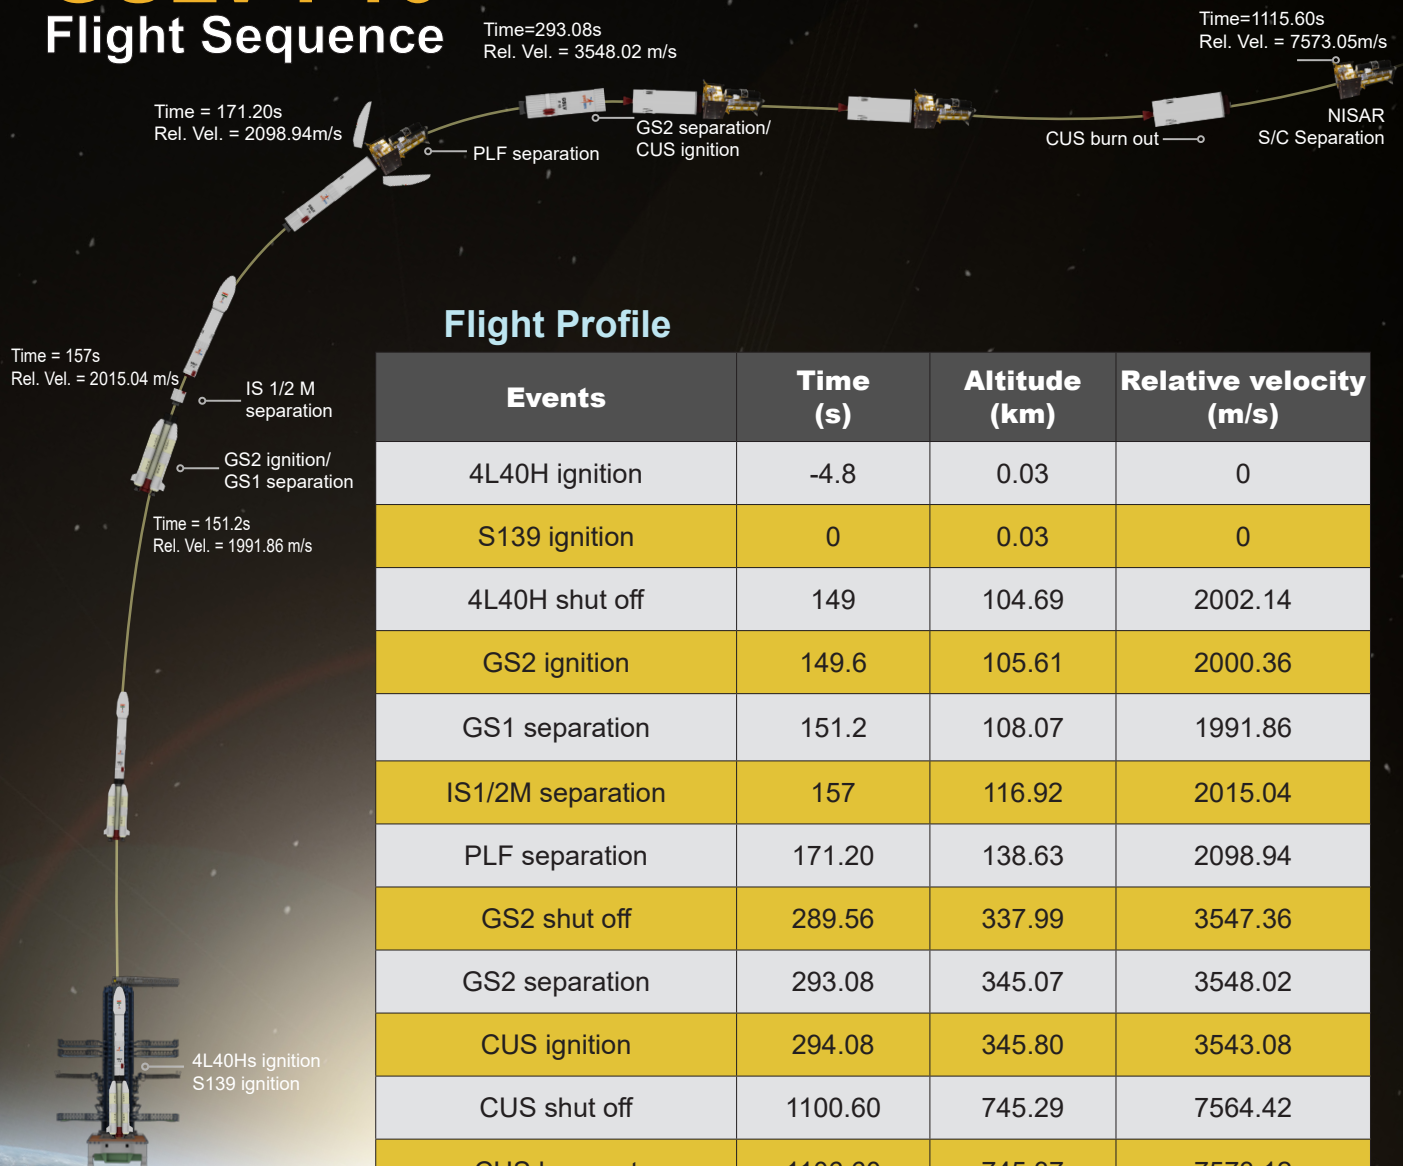 Flight Sequence
Time=293.08s
Rel. Vel. = 3548.02 m/s
Time=1115.60s
Rel. Vel. = 7573.05m/s
Time = 171.20s
Rel. Vel. = 2098.94m/s
PLF separation
GS2 separation/
CUS ignition
CUS burn out
NISAR
S/C Separation
Time = 157s
Rel. Vel. = 2015.04 m/s
IS 1/2 M
separation
GS2 ignition/
GS1 separation
Time = 151.2s
Rel. Vel. = 1991.86 m/s
4L40Hs ignition
S139 ignition
Flight Profile
Events Time (s) Altitude (km) Relative velocity (m/s)
4L40H ignition -4.8 0.03 0
S139 ignition 0 0.03 0
4L40H shut off 149 104.69 2002.14
GS2 ignition 149.6 105.61 2000.36
GS1 separation 151.2 108.07 1991.86
IS1/2M separation 157 116.92 2015.04
PLF separation 171.20 138.63 2098.94
GS2 shut off 289.56 337.99 3547.36
GS2 separation 293.08 345.07 3548.02
CUS ignition 294.08 345.80 3543.08
CUS shut off 1100.60 745.29 7564.42